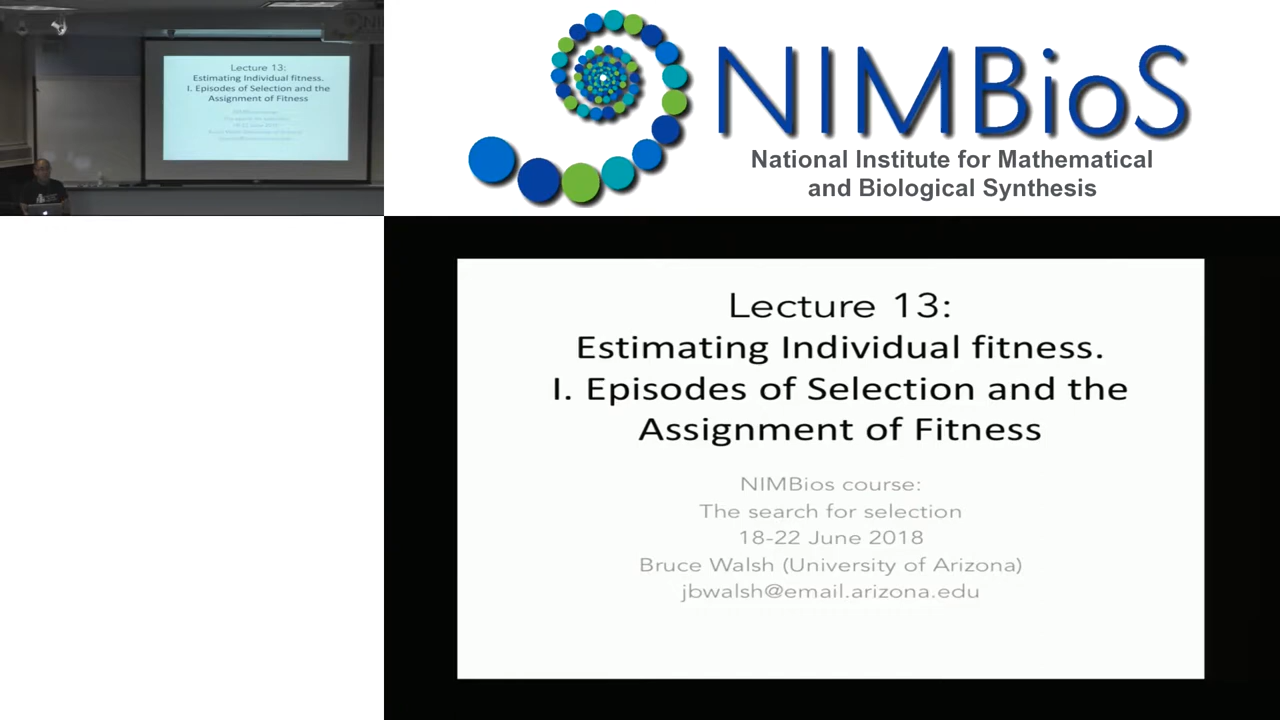 Lecture 13:
Estimating Individual fitness.
I. Episodes of Selection and the
Assignment of Fitness
NIMBioS
National Institute for Mathematical
and Biological Synthesis
Lecture 13:
Estimating Individual fitness.
I. Episodes of Selection and the
Assignment of Fitness
NIMBios course:
The search for selection
18-22 June 2018
Bruce Walsh (University of Arizona)
jbwalsh@email.arizona.edu